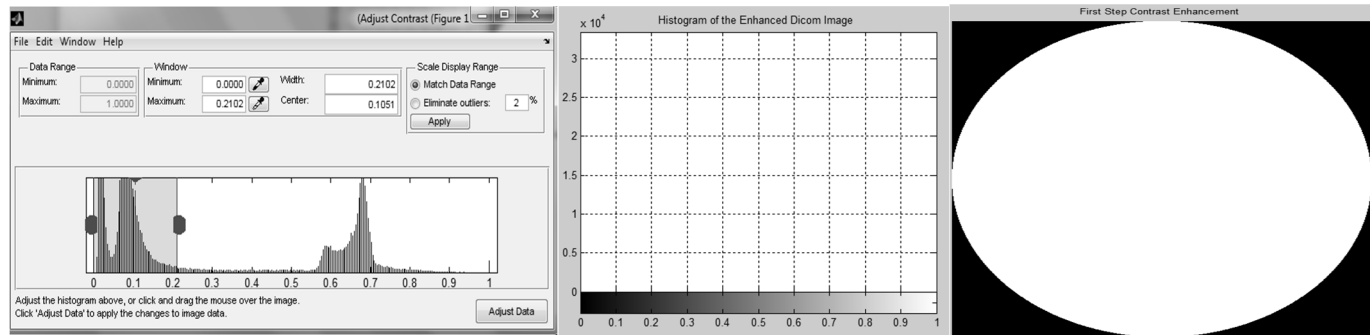 (Adjust Contrast (Figure 1
File Edit Window Help
Data Range
Minimum: 0.0000
Maximum: 1.0000
Window
Minimum: 0.0000
Maximum: 0.2102
Width: 0.2102
Center: 0.1051
Scale Display Range
Match Data Range
Eliminate outliers: 2 %
Apply
0 0.1 0.2 0.3 0.4 0.5 0.6 0.7 0.8 0.9 1
Adjust the histogram above, or click and drag the mouse over the image.
Click 'Adjust Data' to apply the changes to image data.
Adjust Data
Histogram of the Enhanced Dicom Image
x 10⁴
3
2.5
2
1.5
1
0.5
0
0 0.1 0.2 0.3 0.4 0.5 0.6 0.7 0.8 0.9 1
First Step Contrast Enhancement